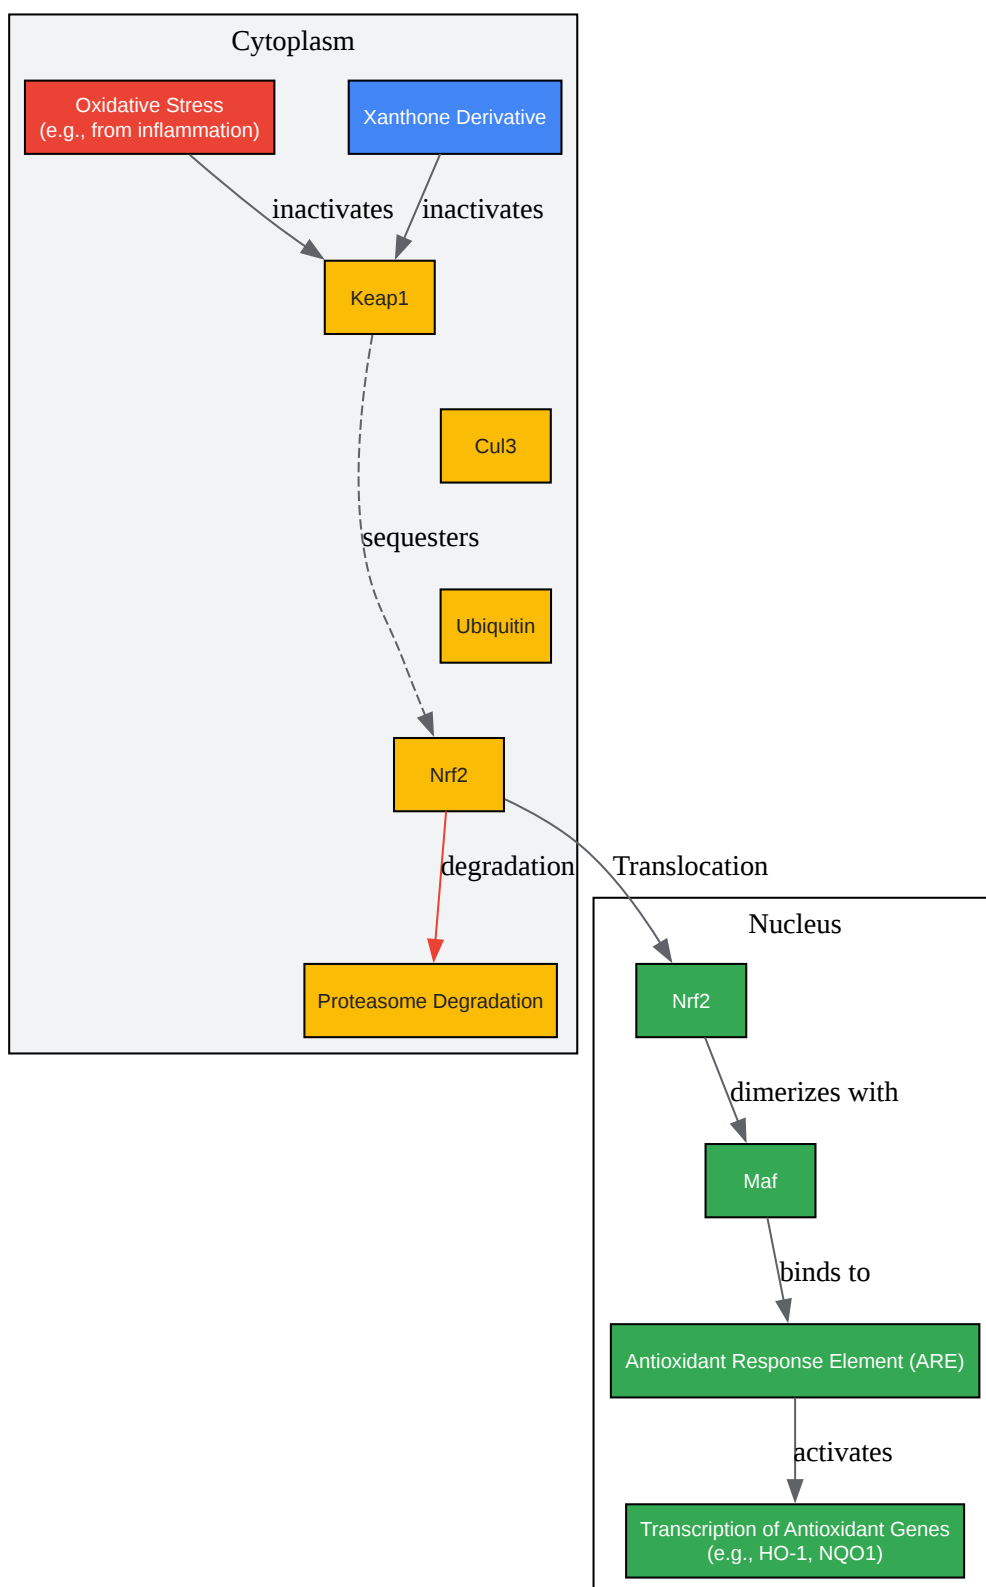 Cytoplasm
Oxidative Stress
(e.g., from inflammation)
Xanthone Derivative
inactivates
inactivates
Keap1
Cul3
sequesters
Ubiquitin
Nrf2
degradation
Translocation
Nucleus
Proteasome Degradation
Nrf2
dimerizes with
Maf
binds to
Antioxidant Response Element (ARE)
activates
Transcription of Antioxidant Genes
(e.g., HO-1, NQO1)